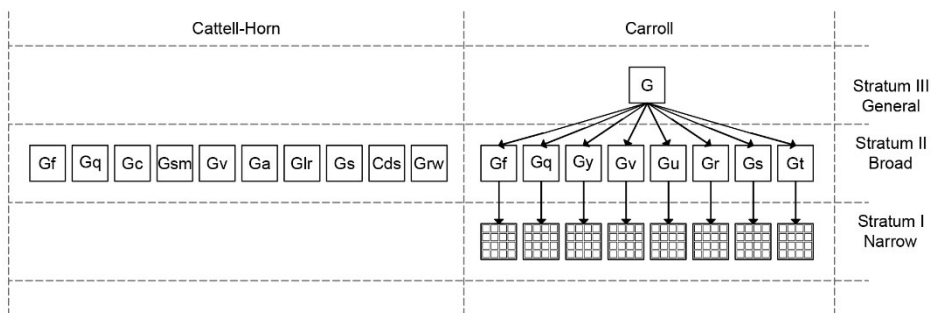 Cattell-Horn
Carroll
G
Stratum III
General
Gf Gq Gc Gsm Gv Ga Glr Gs Cds Grw
Gf Gq Gy Gv Gu Gr Gs Gt
Stratum II
Broad
Stratum I
Narrow